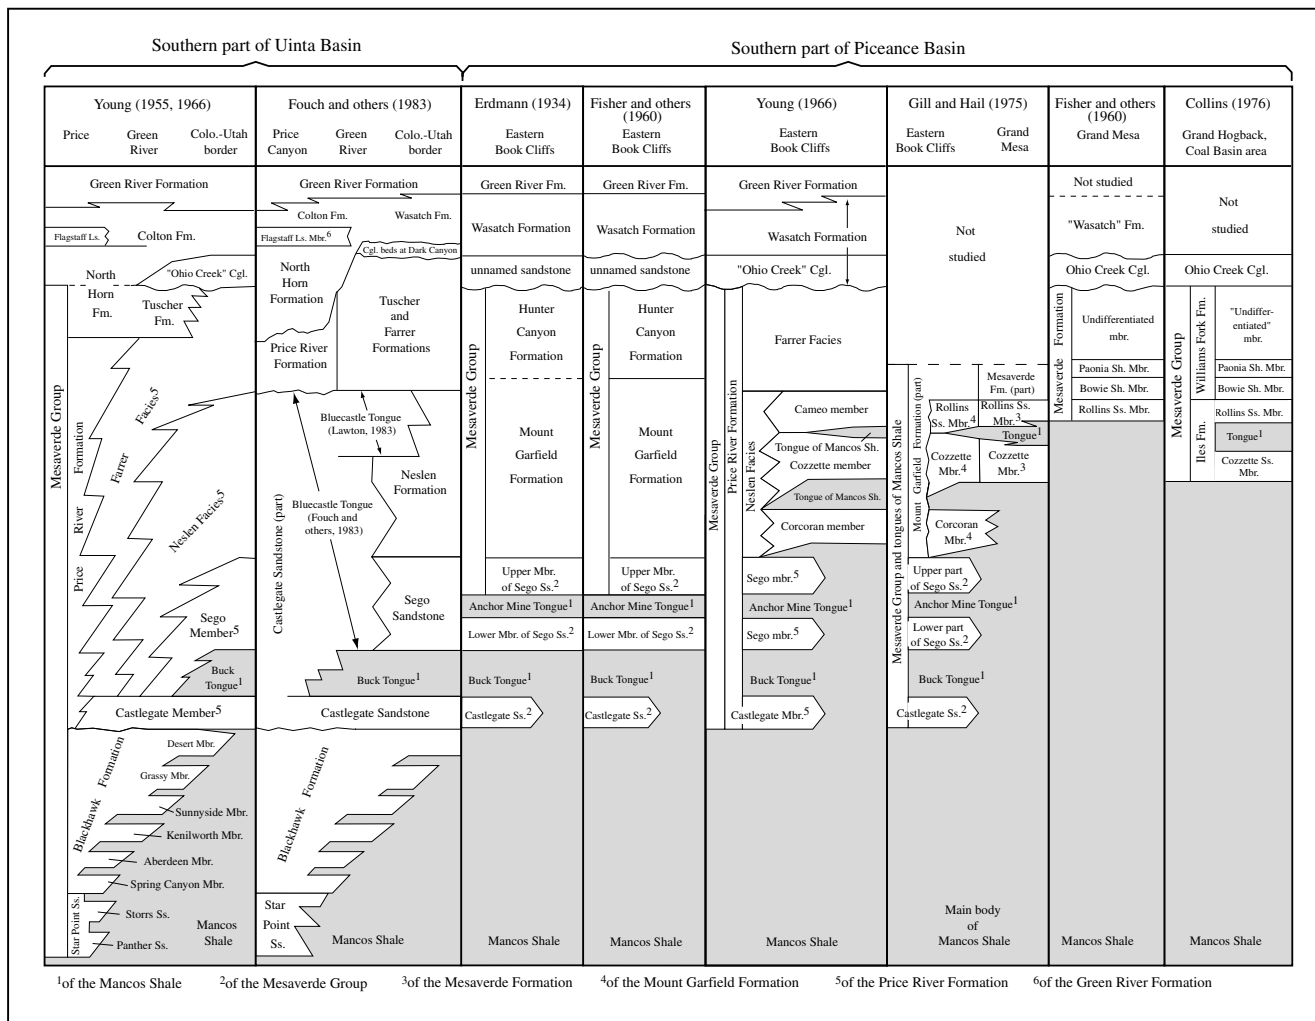 Southern part of Uinta Basin
Southern part of Piceance Basin
Young (1955, 1966)
Price
Green
River
Colo.-Utah
border
Green River Formation
Flagstaff Ls.
Colton Fm.
North
Horn
Fm.
"Ohio Creek" Cgl.
Tuscher
Fm.
Mesaverde Group
Price River Formation
Farrer Facies5
Neslen Facies5
Sego
Member5
Buck
Tongue1
Castlegate Member5
Blackhawk Formation
Desert Mbr.
Grassy Mbr.
Sunnyside Mbr.
Kenilworth Mbr.
Aberdeen Mbr.
Spring Canyon Mbr.
Star Point Ss.
Storrs Ss.
Panther Ss.
Mancos
Shale
Fouch and others (1983)
Price
Canyon
Green
River
Colo.-Utah
border
Green River Formation
Colton Fm.
Wasatch Fm.
Flagstaff Ls. Mbr.6
Cgl. beds at Dark Canyon
North
Horn
Formation
Tuscher
and
Farrer
Formations
Price River
Formation
Bluecastle Tongue
(Lawton, 1983)
Neslen
Formation
Bluecastle Tongue
(Fouch and
others, 1983)
Castlegate Sandstone (part)
Sego
Sandstone
Buck Tongue1
Castlegate Sandstone
Blackhawk Formation
Star
Point
Ss.
Mancos Shale
Erdmann (1934)
Eastern
Book Cliffs
Green River Fm.
Wasatch Formation
unnamed sandstone
Mesaverde Group
Hunter
Canyon
Formation
Mount
Garfield
Formation
Upper Mbr.
of Sego Ss.2
Anchor Mine Tongue1
Lower Mbr. of Sego Ss.2
Buck Tongue1
Castlegate Ss.2
Mancos Shale
Fisher and others
(1960)
Eastern
Book Cliffs
Green River Fm.
Wasatch Formation
unnamed sandstone
Mesaverde Group
Hunter
Canyon
Formation
Mount
Garfield
Formation
Upper Mbr.
of Sego Ss.2
Anchor Mine Tongue1
Lower Mbr. of Sego Ss.2
Buck Tongue1
Castlegate Ss.2
Mancos Shale
Young (1966)
Eastern
Book Cliffs
Green River Formation
Wasatch Formation
"Ohio Creek" Cgl.
Mesaverde Group
Price River Formation
Farrer Facies
Neslen Facies
Cameo member
Tongue of Mancos Sh.
Cozzette member
Tongue of Mancos Sh.
Corcoran member
Sego mbr.5
Anchor Mine Tongue1
Sego mbr.5
Buck Tongue1
Castlegate Mbr.5
Mancos Shale
Gill and Hail (1975)
Eastern
Book Cliffs
Grand
Mesa
Not
studied
Mesaverde Group and tongues of Mancos Shale
Mount Garfield Formation (part)
Mesaverde
Fm. (part)
Rollins
Ss. Mbr.4
Rollins Ss.
Mbr.3
Tongue1
Cozzette
Mbr.4
Cozzette
Mbr.3
Corcoran
Mbr.4
Upper part
of Sego Ss.2
Anchor Mine Tongue1
Lower part
of Sego Ss.2
Buck Tongue1
Castlegate Ss.2
Main body
of
Mancos Shale
Fisher and others
(1960)
Grand Mesa
Not studied
"Wasatch" Fm.
Ohio Creek Cgl.
Mesaverde Formation
Undifferentiated
mbr.
Paonia Sh. Mbr.
Bowie Sh. Mbr.
Rollins Ss. Mbr.
Mancos Shale
Collins (1976)
Grand Hogback,
Coal Basin area
Not
studied
Ohio Creek Cgl.
Mesaverde Group
Williams Fork Fm.
"Undiffer-
entiated"
mbr.
Paonia Sh. Mbr.
Bowie Sh. Mbr.
Iles Fm.
Rollins Ss. Mbr.
Tongue1
Cozzette Ss.
Mbr.
Mancos Shale
1of the Mancos Shale 2of the Mesaverde Group 3of the Mesaverde Formation 4of the Mount Garfield Formation 5of the Price River Formation 6of the Green River Formation